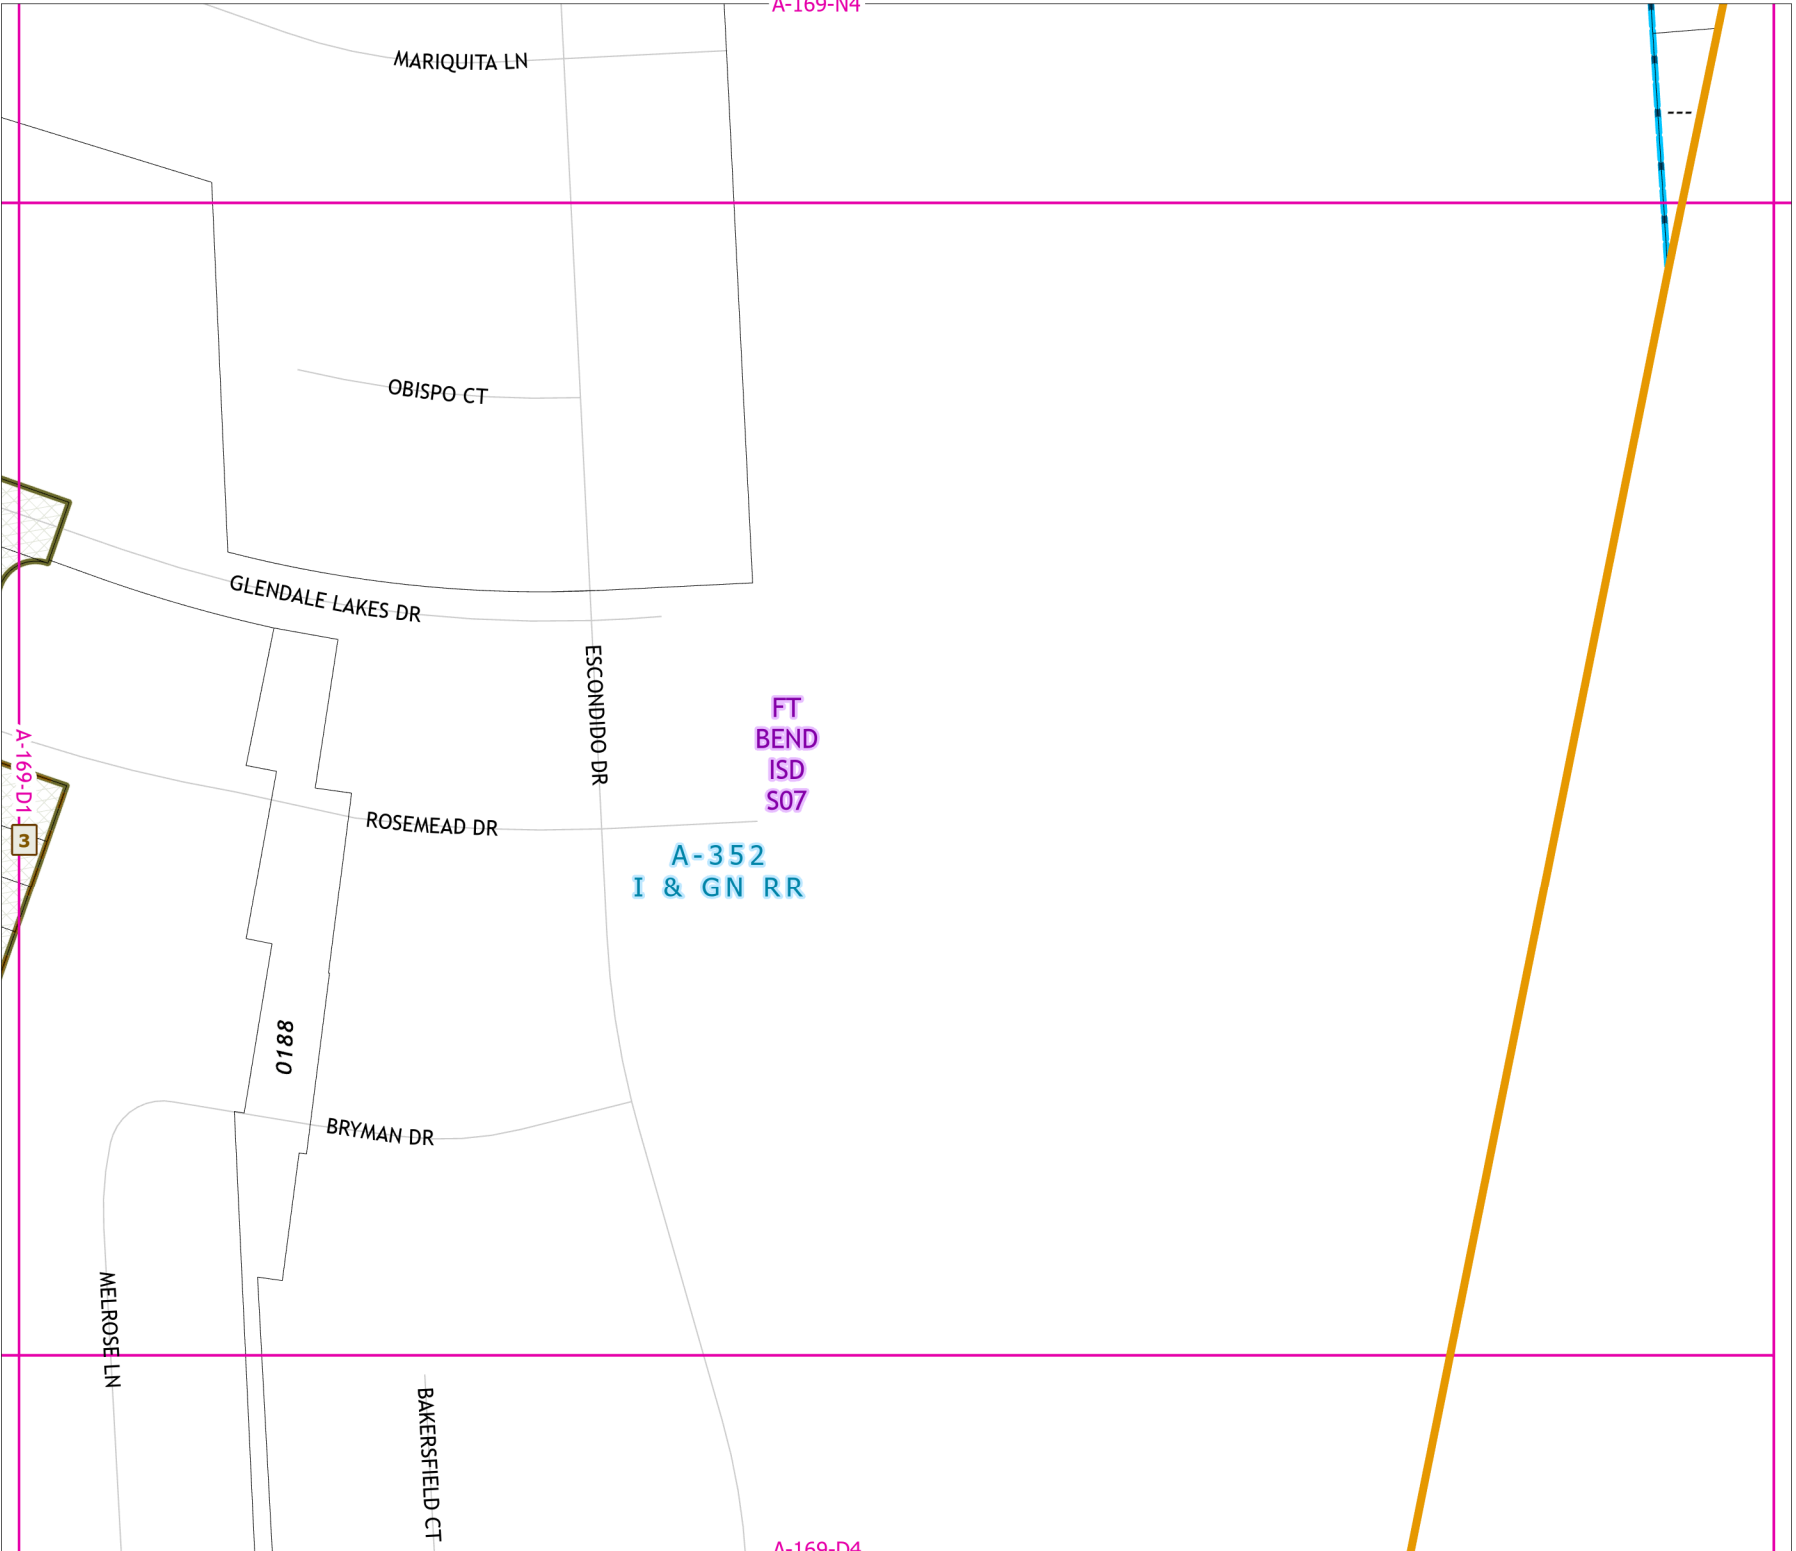 A-169-N4
MARIQUITA LN
---
OBISPO CT
GLENDALE LAKES DR
ESCONDIDO DR
FT
BEND
ISD
S07
A-169-D1
3
ROSEMEAD DR
A-352
I & GN RR
0188
BRYMAN DR
MELROSE LN
BAKERSFIELD CT
A-169-D4